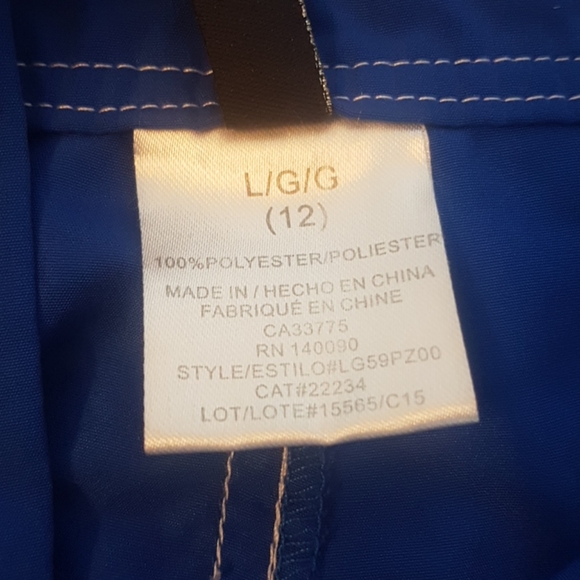 L/G/G
(12)
100%POLYESTER/POLIESTER
MADE IN / HECHO EN CHINA
FABRIQUÉ EN CHINE
CA33775
RN 140090
STYLE/ESTILO#LG59PZ00
CAT#22234
LOT/LOTE#15565/C15